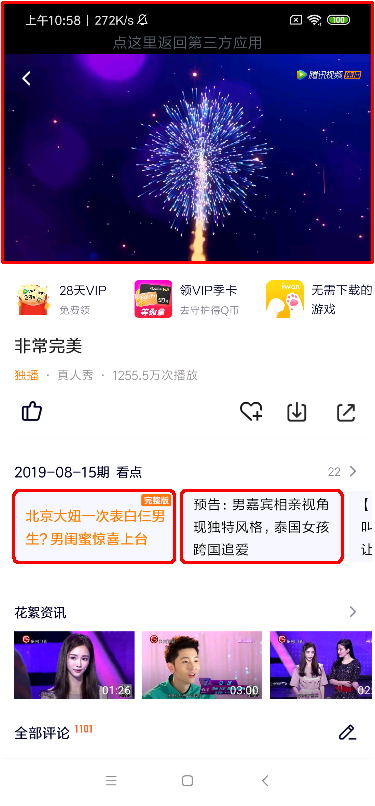 上午10:58 | 272K/s
100
点这里返回第三方应用
腾讯视频 独播
28天VIP
免费领
领VIP季卡
去守护得Q币
iwan
无需下载的
游戏
非常完美
独播 · 真人秀 · 1255.5万次播放
2019-08-15期 看点
22
完整版
北京大妞一次表白仨男
生?男闺蜜惊喜上台
预告:男嘉宾相亲视角
现独特风格,泰国女孩
跨国追爱
【
叫
让
花絮资讯
01:26
03:00
02:
全部评论 1101